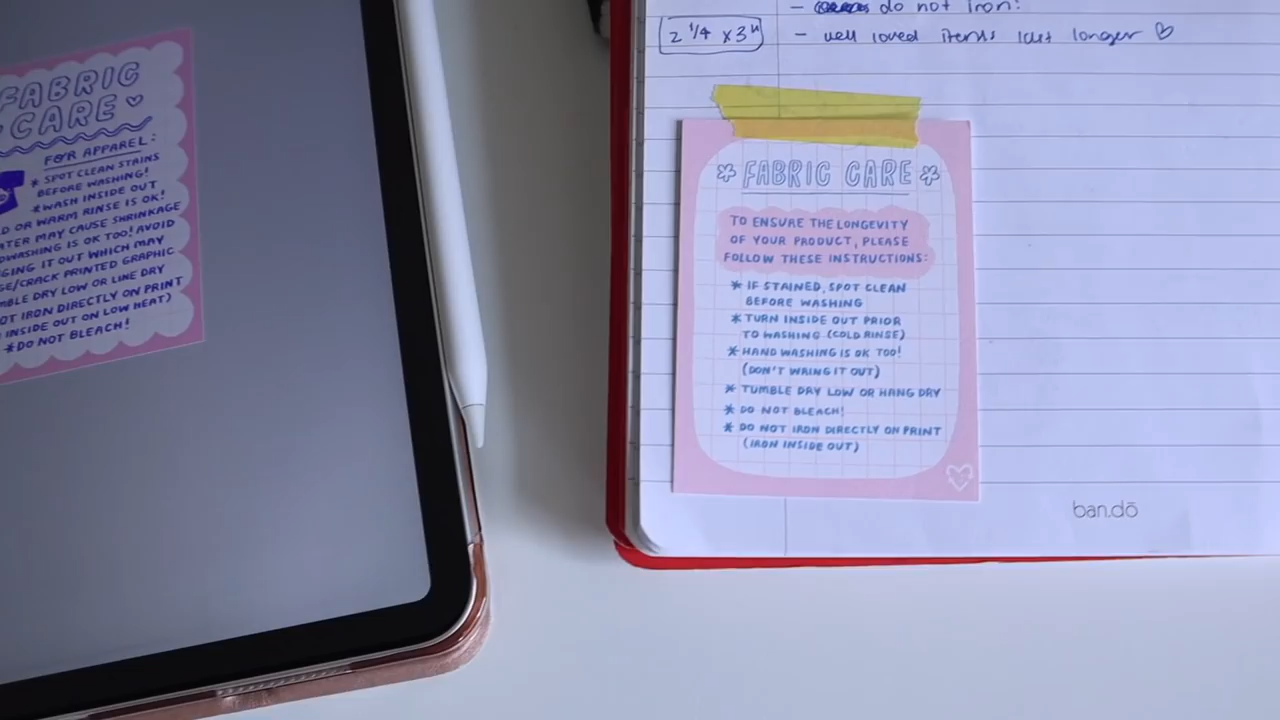 FABRIC
CARE
FOR APPAREL:
* SPOT CLEAN STAINS
BEFORE WASHING!
* WASH INSIDE OUT
OR WARM RINSE IS OK!
MAY CAUSE SHRINKAGE
IS OK TOO! AVOID
IT OUT WHICH MAY
CRACK PRINTED GRAPHIC
DRY LOW OR LINE DRY
IRON DIRECTLY ON PRINT
INSIDE OUT ON LOW HEAT)
* DO NOT BLEACH!
- do not iron!
2 1/4 x 3"
- well loved items last longer ♡
* FABRIC CARE *
TO ENSURE THE LONGEVITY
OF YOUR PRODUCT, PLEASE
FOLLOW THESE INSTRUCTIONS:
* IF STAINED, SPOT CLEAN
BEFORE WASHING
* TURN INSIDE OUT PRIOR
TO WASHING (COLD RINSE)
* HAND WASHING IS OK TOO!
(DON'T WRING IT OUT)
* TUMBLE DRY LOW OR HANG DRY
* DO NOT BLEACH!
* DO NOT IRON DIRECTLY ON PRINT
(IRON INSIDE OUT)
ban.dō